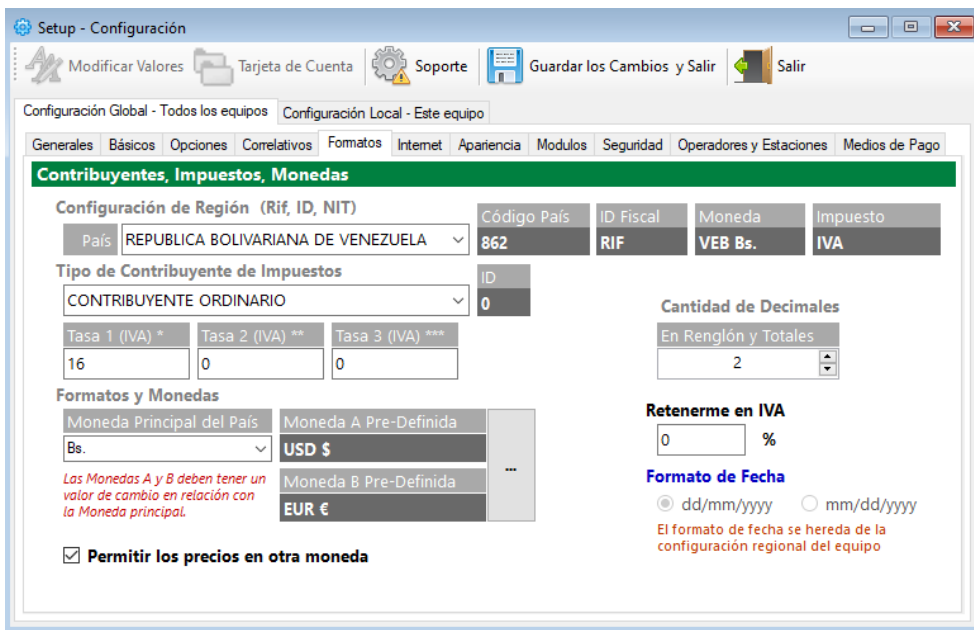 Setup - Configuración
Modificar Valores Tarjeta de Cuenta Soporte Guardar los Cambios y Salir Salir
Configuración Global - Todos los equipos Configuración Local - Este equipo
Generales Básicos Opciones Correlativos Formatos Internet Apariencia Modulos Seguridad Operadores y Estaciones Medios de Pago
Contribuyentes, Impuestos, Monedas
Configuración de Región (Rif, ID, NIT)
País REPUBLICA BOLIVARIANA DE VENEZUELA
Código País ID Fiscal Moneda Impuesto
862 RIF VEB Bs. IVA
Tipo de Contribuyente de Impuestos
CONTRIBUYENTE ORDINARIO
ID
0
Tasa 1 (IVA) * Tasa 2 (IVA) ** Tasa 3 (IVA) ***
16 0 0
Cantidad de Decimales
En Renglón y Totales
2
Formatos y Monedas
Moneda Principal del País
Bs.
Las Monedas A y B deben tener un
valor de cambio en relación con
la Moneda principal.
Moneda A Pre-Definida
USD $
Moneda B Pre-Definida
EUR €
...
Permitir los precios en otra moneda
Retenerme en IVA
0 %
Formato de Fecha
dd/mm/yyyy mm/dd/yyyy
El formato de fecha se hereda de la
configuración regional del equipo